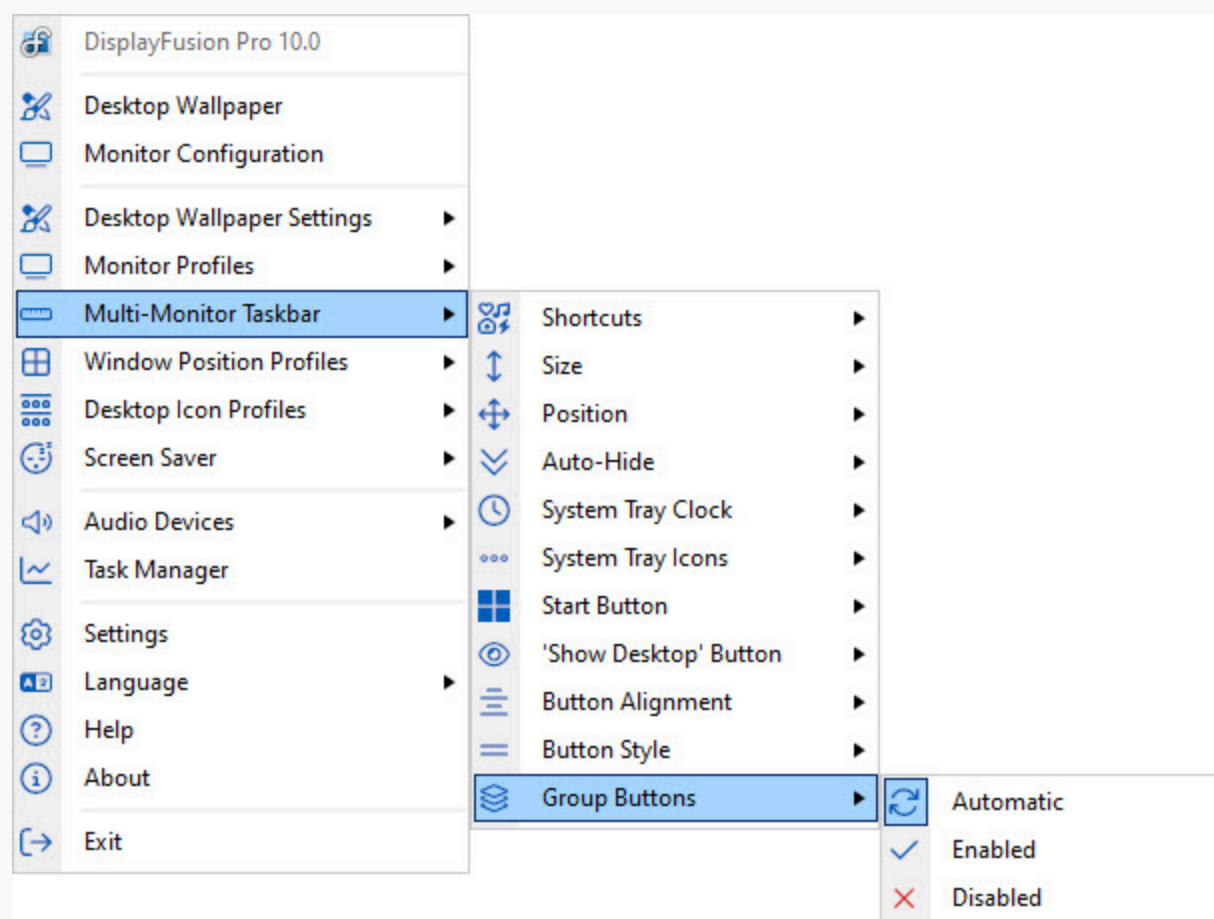 DisplayFusion Pro 10.0
Desktop Wallpaper
Monitor Configuration
Desktop Wallpaper Settings
Monitor Profiles
Multi-Monitor Taskbar
Window Position Profiles
Desktop Icon Profiles
Screen Saver
Audio Devices
Task Manager
Settings
Language
Help
About
Exit
Shortcuts
Size
Position
Auto-Hide
System Tray Clock
System Tray Icons
Start Button
'Show Desktop' Button
Button Alignment
Button Style
Group Buttons
Automatic
Enabled
Disabled